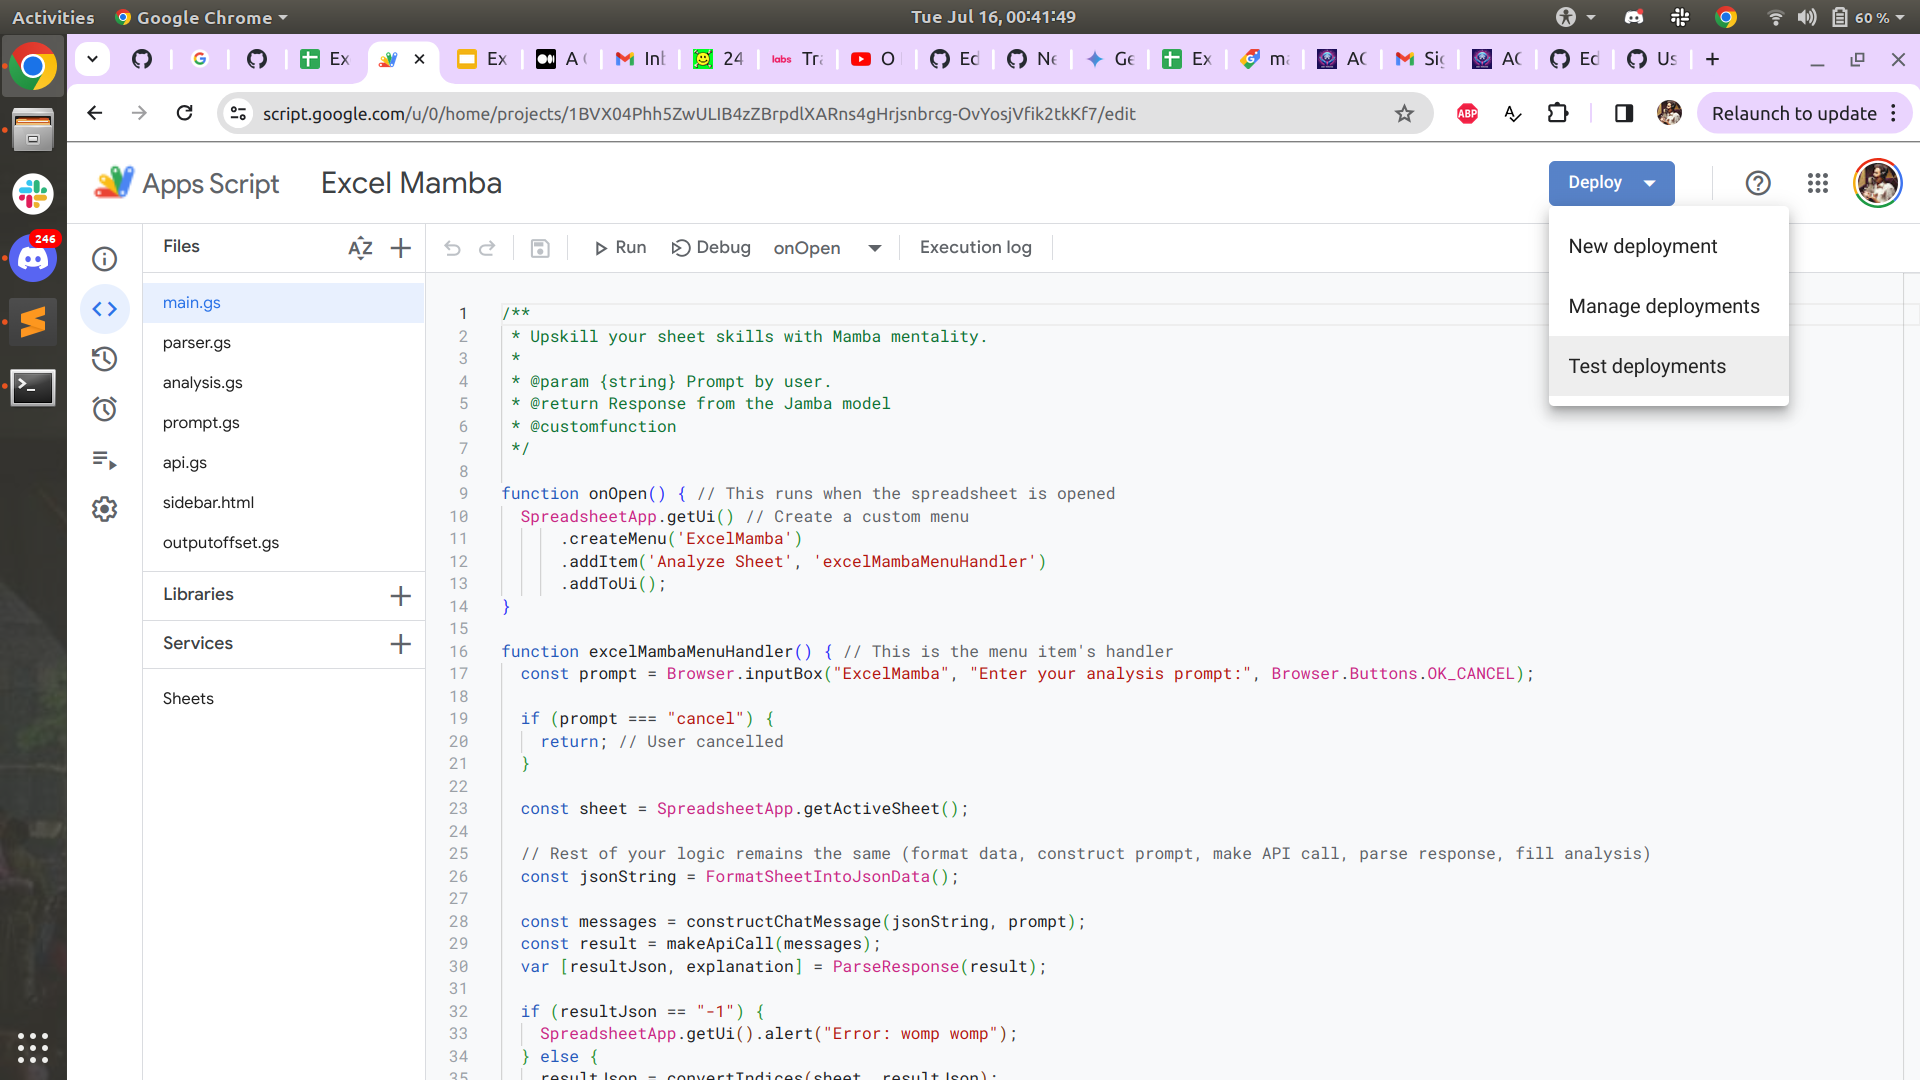 Activities
Google Chrome
Tue Jul 16, 00:41:49
60 %
Ex
Ex
A
Inb
24
labs
Tra
O
Ed
Ne
Ge
Ex
ma
AC
Sig
AC
Ed
Us
script.google.com/u/0/home/projects/1BVX04Phh5ZwULIB4zZBrpdlXARns4gHrjsnbrcg-OvYosjVfik2tkKf7/edit
ABP
Relaunch to update
Apps Script
Excel Mamba
Deploy
New deployment
Manage deployments
Test deployments
246
Files
AZ
Run
Debug
onOpen
Execution log
main.gs
parser.gs
analysis.gs
prompt.gs
api.gs
sidebar.html
outputoffset.gs
Libraries
Services
Sheets
1 /**
2 * Upskill your sheet skills with Mamba mentality.
3 *
4 * @param {string} Prompt by user.
5 * @return Response from the Jamba model
6 * @customfunction
7 */
8
9 function onOpen() { // This runs when the spreadsheet is opened
10 SpreadsheetApp.getUi() // Create a custom menu
11 .createMenu('ExcelMamba')
12 .addItem('Analyze Sheet', 'excelMambaMenuHandler')
13 .addToUi();
14 }
15
16 function excelMambaMenuHandler() { // This is the menu item's handler
17 const prompt = Browser.inputBox("ExcelMamba", "Enter your analysis prompt:", Browser.Buttons.OK_CANCEL);
18
19 if (prompt === "cancel") {
20 return; // User cancelled
21 }
22
23 const sheet = SpreadsheetApp.getActiveSheet();
24
25 // Rest of your logic remains the same (format data, construct prompt, make API call, parse response, fill analysis)
26 const jsonString = FormatSheetIntoJsonData();
27
28 const messages = constructChatMessage(jsonString, prompt);
29 const result = makeApiCall(messages);
30 var [resultJson, explanation] = ParseResponse(result);
31
32 if (resultJson == "-1") {
33 SpreadsheetApp.getUi().alert("Error: womp womp");
34 } else {
35 resultJson = convertIndices(sheet, resultJson);